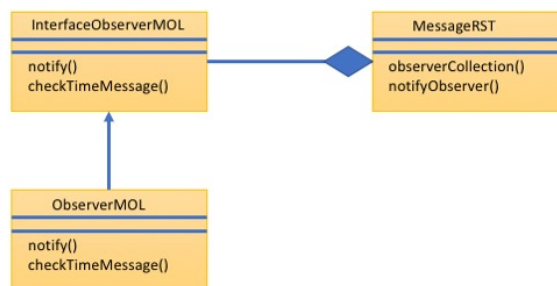 InterfaceObserverMOL
notify()
checkTimeMessage()
MessageRST
observerCollection()
notifyObserver()
ObserverMOL
notify()
checkTimeMessage()